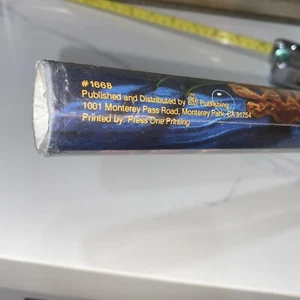 #1668
Published and Distributed by Publishing
1001 Monterey Pass Road, Monterey Park, CA 91754
Printed by: Press One Printing